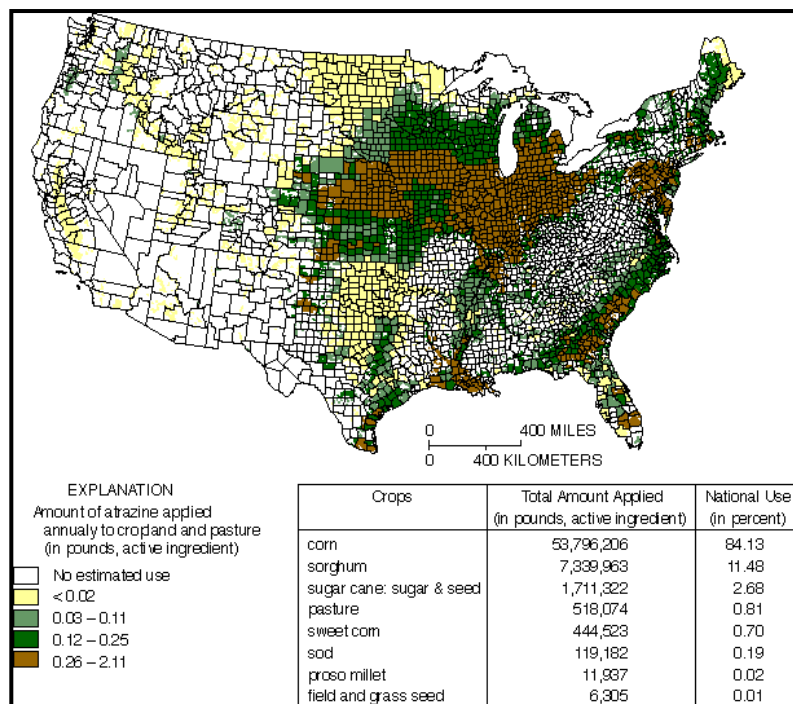 0 400 MILES
0 400 KILOMETERS
EXPLANATION
Amount of atrazine applied
annualy to cropland and pasture
(in pounds, active ingredient)
No estimated use
< 0.02
0.03 – 0.11
0.12 – 0.25
0.26 – 2.11
Crops Total Amount Applied National Use
(in pounds, active ingredient) (in percent)
corn 53,796,206 84.13
sorghum 7,339,963 11.48
sugar cane: sugar & seed 1,711,322 2.68
pasture 518,074 0.81
sweet corn 444,523 0.70
sod 119,182 0.19
proso millet 11,937 0.02
field and grass seed 6,305 0.01